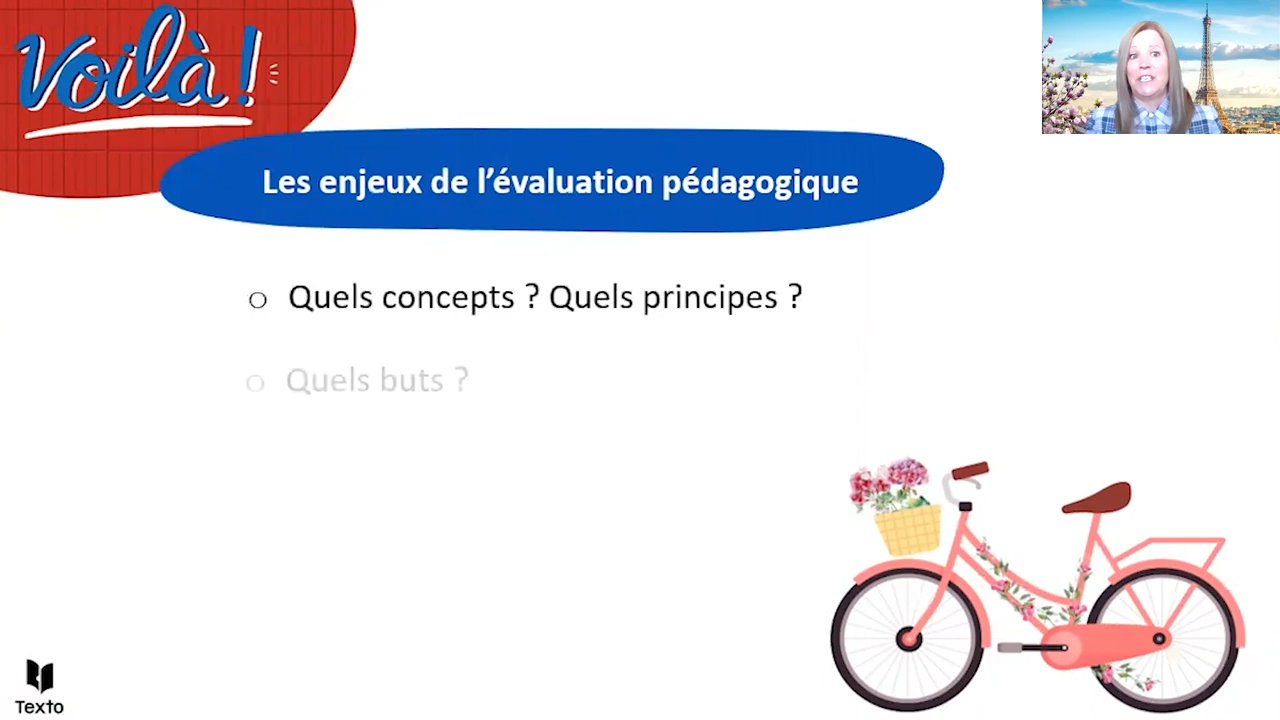 Voilà !
Les enjeux de l’évaluation pédagogique
o Quels concepts ? Quels principes ?
o Quels buts ?
Texto